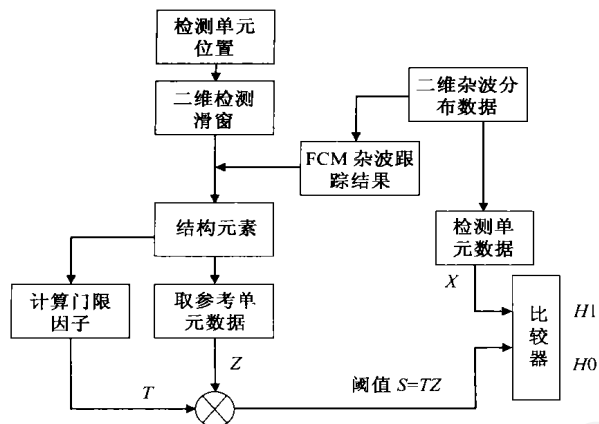 检测单元
位置
二维检测
滑窗
二维杂波分
布数据
FCM 杂波跟
踪结果
结构元素
检测单元
数据
计算门限
因子
取参考单
元数据
X
比较器
H1
H0
Z
T
阈值 S=TZ